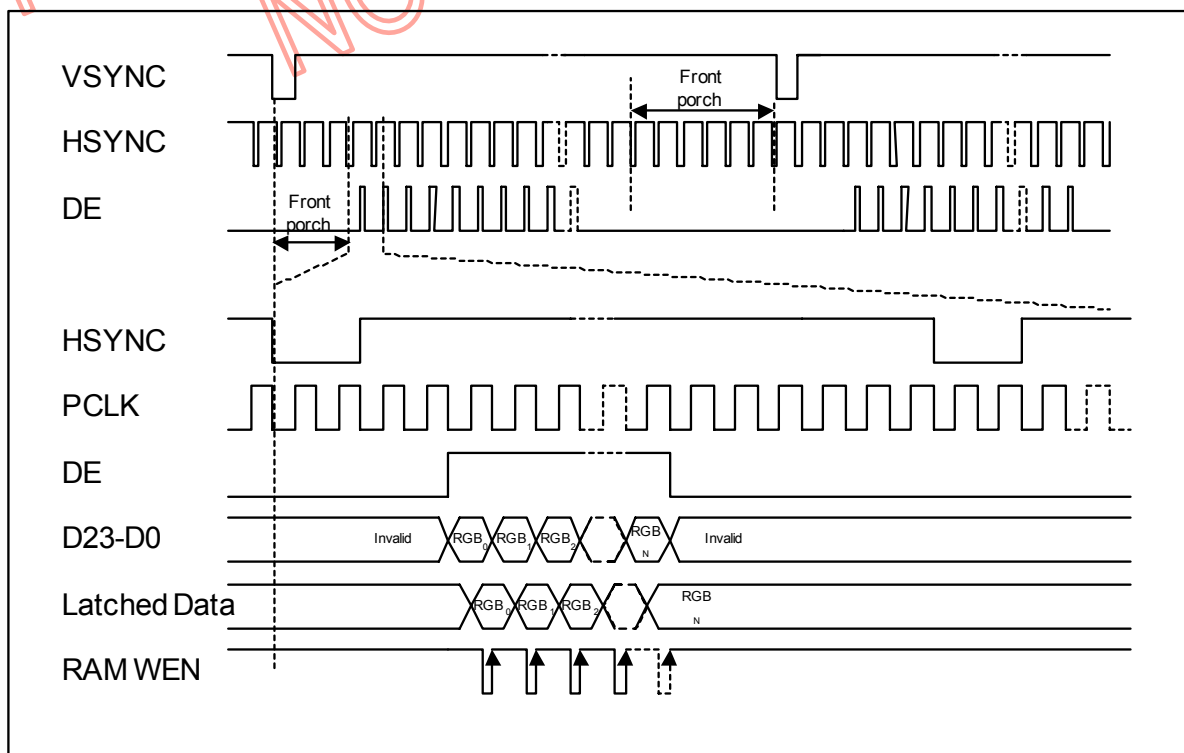 VSYNC
Front
porch
HSYNC
DE
Front
porch
HSYNC
PCLK
DE
D23-D0
Invalid
RGB0
RGB1
RGB2
RGB
N
Invalid
Latched Data
RGB0
RGB1
RGB2
RGB
N
RAM WEN